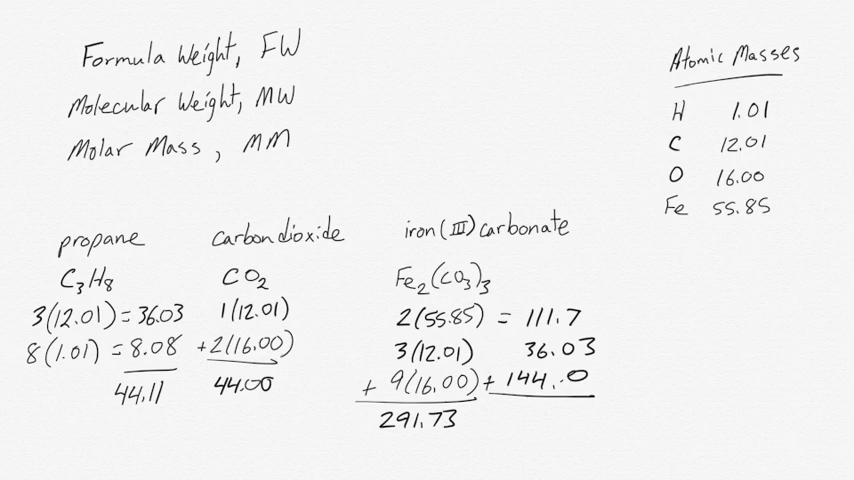 Formula Weight, FW
Molecular Weight, MW
Molar Mass, MM
Atomic Masses
H 1.01
C 12.01
O 16.00
Fe 55.85
propane
C₃H₈
3(12.01) = 36.03
8(1.01) = 8.08
44.11
carbon dioxide
CO₂
1(12.01)
+2(16.00)
44.00
iron(III) carbonate
Fe₂(CO₃)₃
2(55.85) = 111.7
3(12.01) 36.03
+ 9(16.00) + 144.0
291.73